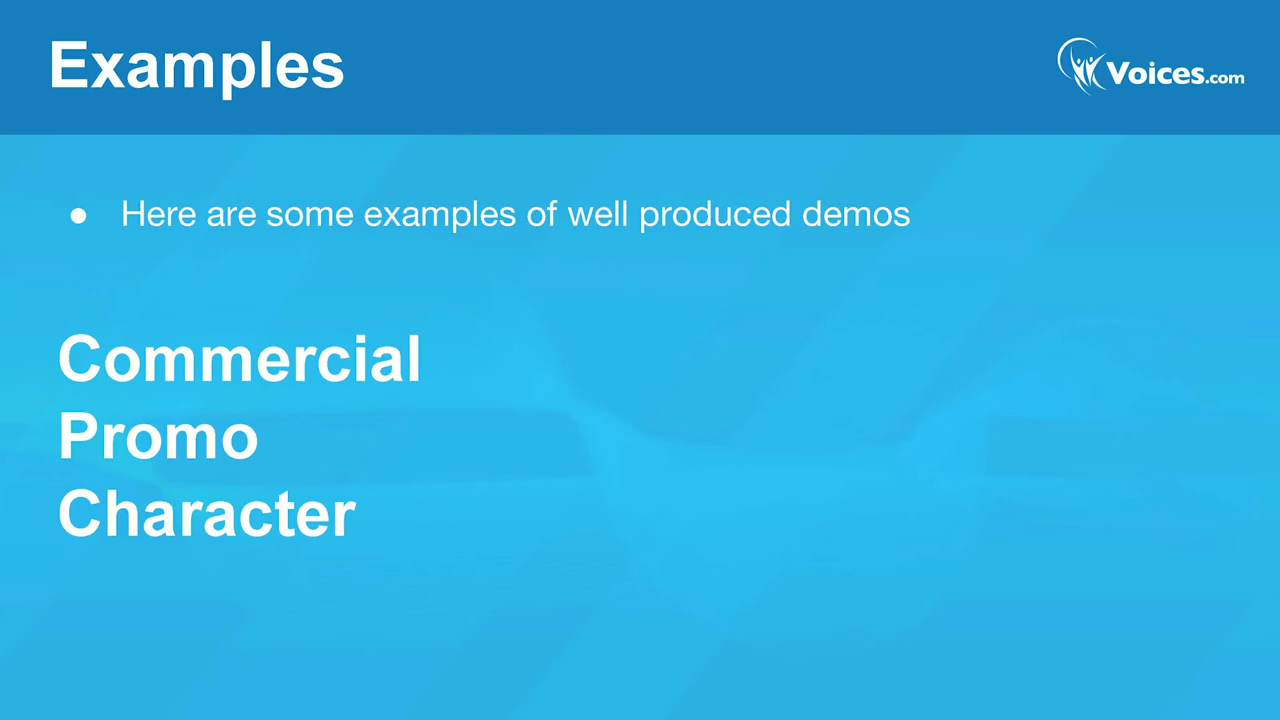 Examples
Voices.com
● Here are some examples of well produced demos
Commercial
Promo
Character